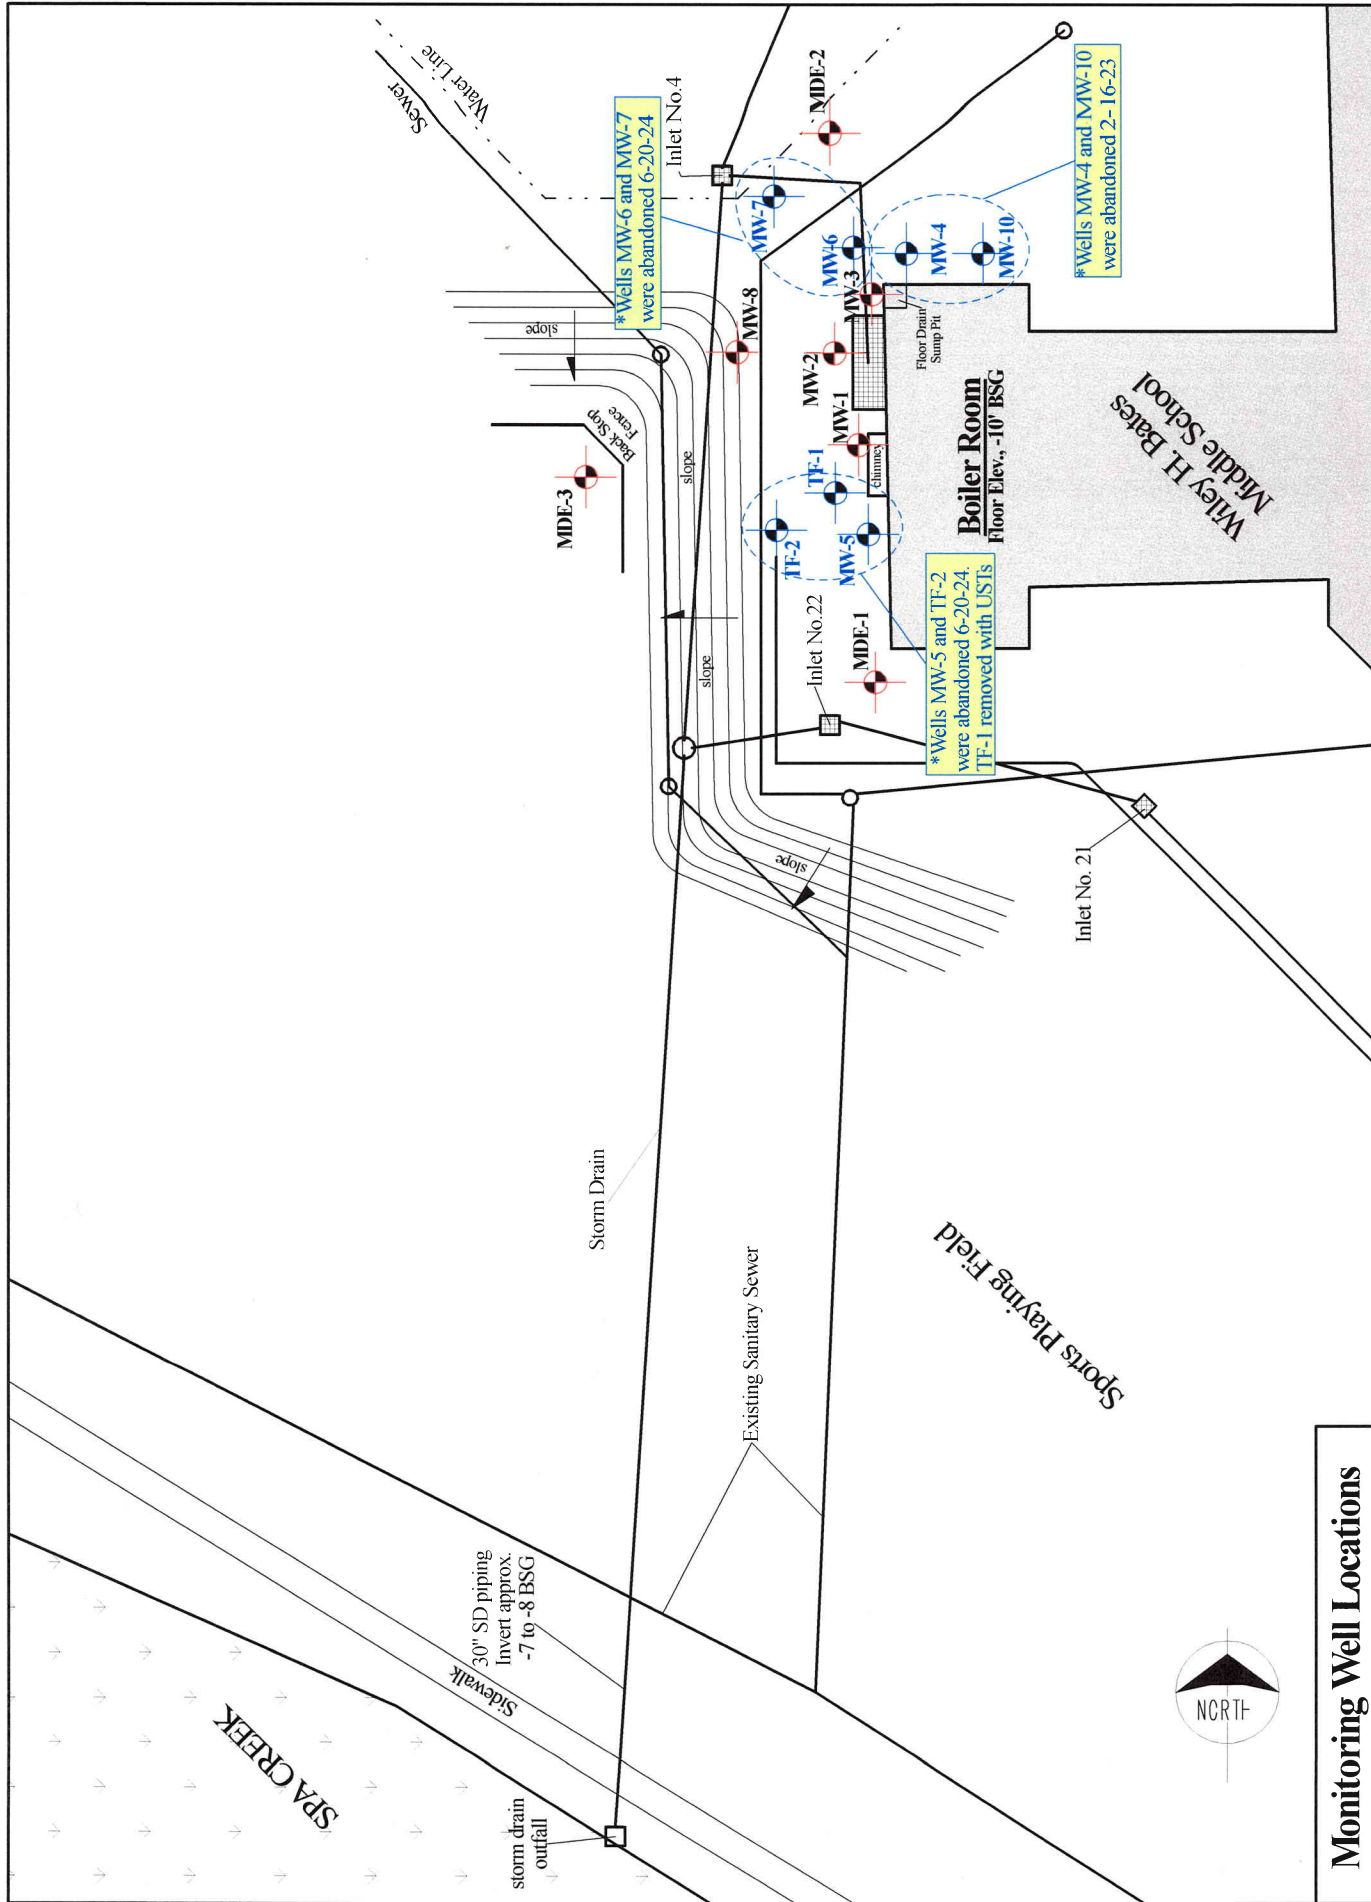 Sewer
Water Line
*Wells MW-6 and MW-7
were abandoned 6-20-24
Inlet No.4
MDE-2
MW-7
MW-6
MW-4
MW-10
*Wells MW-4 and MW-10
were abandoned 2-16-23
MW-3
MW-8
MW-2
MW-1
Floor Drain
Sump Pit
slope
Back Stop
Fence
MDE-3
slope
TF-1
TF-2
MW-5
chimney
Boiler Room
Floor Elev., -10' BSG
Wiley H. Bates
Middle School
*Wells MW-5 and TF-2
were abandoned 6-20-24.
TF-1 removed with USTs
MDE-1
Inlet No.22
slope
slope
Inlet No. 21
Storm Drain
Existing Sanitary Sewer
Sports Playing Field
30" SD piping
Invert approx.
-7 to -8 BSG
Sidewalk
SPA CREEK
storm drain
outfall
NORTH
Monitoring Well Locations